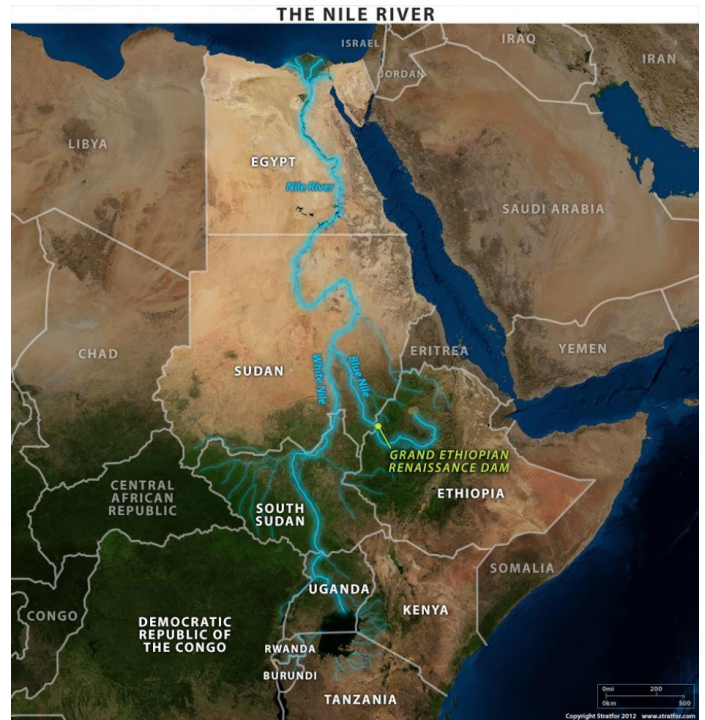 THE NILE RIVER
ISRAEL
IRAQ
IRAN
JORDAN
LIBYA
EGYPT
Nile River
SAUDI ARABIA
CHAD
SUDAN
White Nile
Blue Nile
ERITREA
YEMEN
GRAND ETHIOPIAN
RENAISSANCE DAM
CENTRAL
AFRICAN
REPUBLIC
SOUTH
SUDAN
ETHIOPIA
SOMALIA
UGANDA
KENYA
CONGO
DEMOCRATIC
REPUBLIC OF
THE CONGO
RWANDA
BURUNDI
TANZANIA
0mi 200
0km 500
Copyright Stratfor 2012 www.stratfor.com